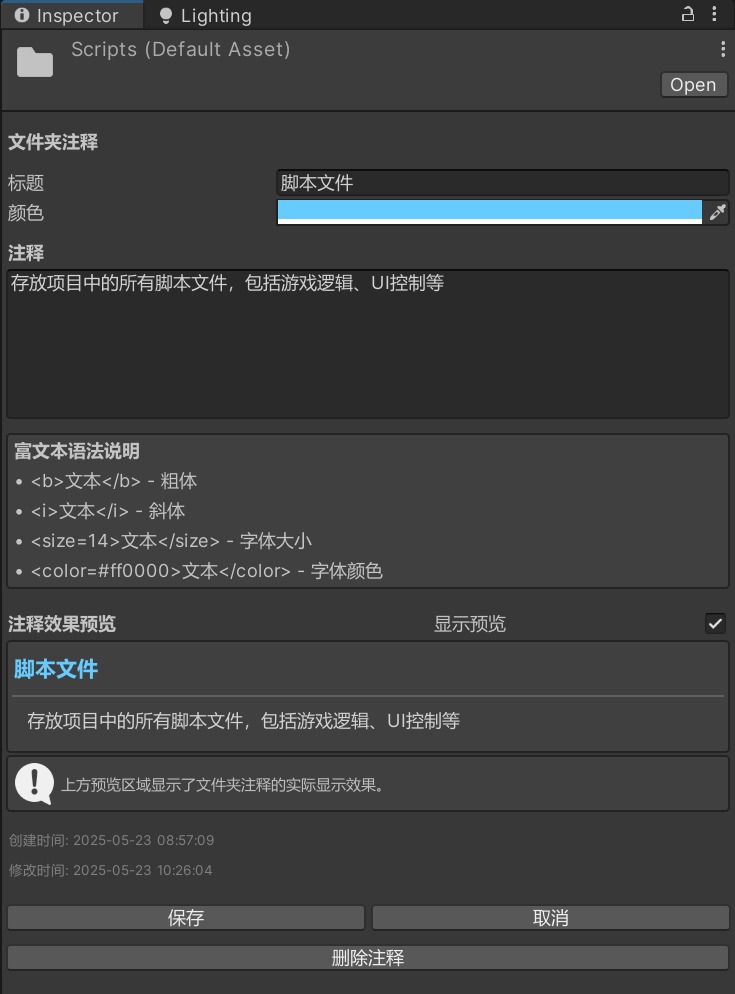 Inspector
Lighting
Scripts (Default Asset)
Open
文件夹注释
标题 脚本文件
颜色
注释
存放项目中的所有脚本文件，包括游戏逻辑、UI控制等
富文本语法说明
• <b>文本</b> - 粗体
• <i>文本</i> - 斜体
• <size=14>文本</size> - 字体大小
• <color=#ff0000>文本</color> - 字体颜色
注释效果预览 显示预览
脚本文件
存放项目中的所有脚本文件，包括游戏逻辑、UI控制等
上方预览区域显示了文件夹注释的实际显示效果。
创建时间: 2025-05-23 08:57:09
修改时间: 2025-05-23 10:26:04
保存 取消
删除注释